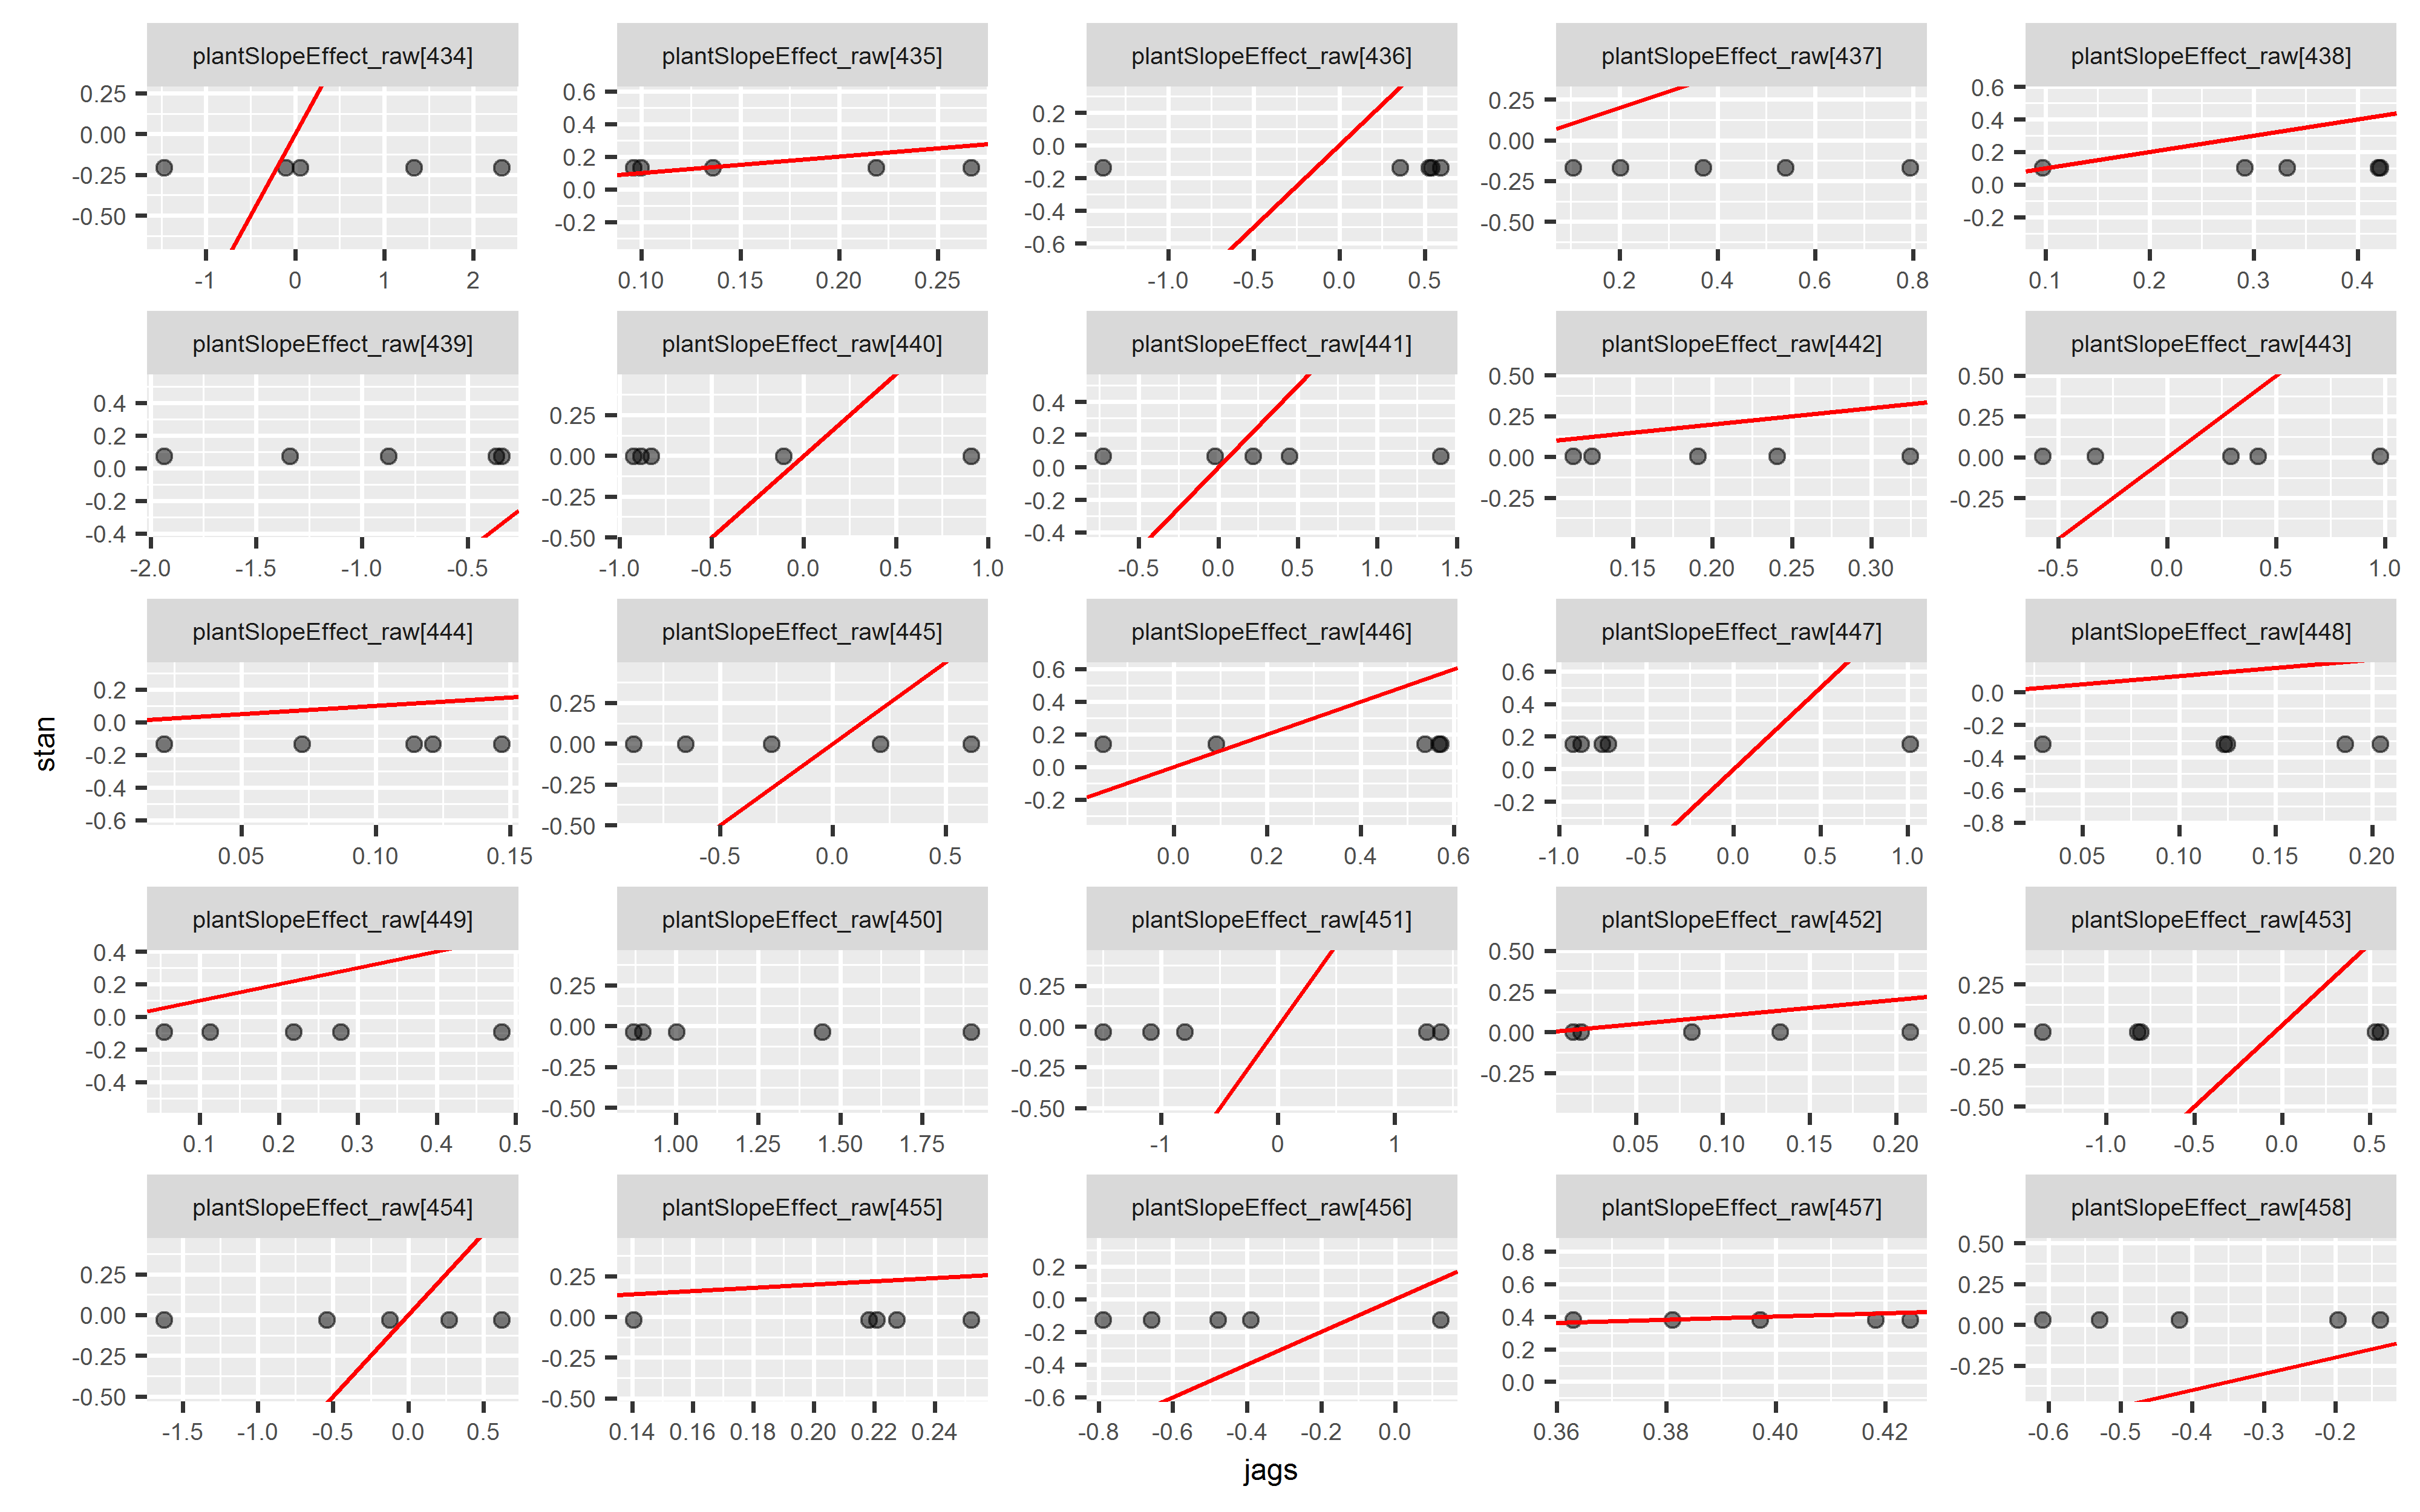 plantSlopeEffect_raw[434] plantSlopeEffect_raw[435] plantSlopeEffect_raw[436] plantSlopeEffect_raw[437] plantSlopeEffect_raw[438]
0.25 0.00 -0.25 -0.50
-1 0 1 2
0.6 0.4 0.2 0.0 -0.2
0.10 0.15 0.20 0.25
0.2 0.0 -0.2 -0.4 -0.6
-1.0 -0.5 0.0 0.5
0.25 0.00 -0.25 -0.50
0.2 0.4 0.6 0.8
0.6 0.4 0.2 0.0 -0.2
0.1 0.2 0.3 0.4
plantSlopeEffect_raw[439] plantSlopeEffect_raw[440] plantSlopeEffect_raw[441] plantSlopeEffect_raw[442] plantSlopeEffect_raw[443]
0.4 0.2 0.0 -0.2 -0.4
-2.0 -1.5 -1.0 -0.5
0.25 0.00 -0.25 -0.50
-1.0 -0.5 0.0 0.5 1.0
0.4 0.2 0.0 -0.2 -0.4
-0.5 0.0 0.5 1.0 1.5
0.50 0.25 0.00 -0.25
0.15 0.20 0.25 0.30
0.50 0.25 0.00 -0.25
-0.5 0.0 0.5 1.0
plantSlopeEffect_raw[444] plantSlopeEffect_raw[445] plantSlopeEffect_raw[446] plantSlopeEffect_raw[447] plantSlopeEffect_raw[448]
0.2 0.0 -0.2 -0.4 -0.6
0.05 0.10 0.15
0.25 0.00 -0.25 -0.50
-0.5 0.0 0.5
0.6 0.4 0.2 0.0 -0.2
0.0 0.2 0.4 0.6
0.6 0.4 0.2 0.0 -0.2
-1.0 -0.5 0.0 0.5 1.0
0.0 -0.2 -0.4 -0.6 -0.8
0.05 0.10 0.15 0.20
plantSlopeEffect_raw[449] plantSlopeEffect_raw[450] plantSlopeEffect_raw[451] plantSlopeEffect_raw[452] plantSlopeEffect_raw[453]
0.4 0.2 0.0 -0.2 -0.4
0.1 0.2 0.3 0.4 0.5
0.25 0.00 -0.25 -0.50
1.00 1.25 1.50 1.75
0.25 0.00 -0.25 -0.50
-1 0 1
0.50 0.25 0.00 -0.25
0.05 0.10 0.15 0.20
0.25 0.00 -0.25 -0.50
-1.0 -0.5 0.0 0.5
plantSlopeEffect_raw[454] plantSlopeEffect_raw[455] plantSlopeEffect_raw[456] plantSlopeEffect_raw[457] plantSlopeEffect_raw[458]
0.25 0.00 -0.25 -0.50
-1.5 -1.0 -0.5 0.0 0.5
0.25 0.00 -0.25 -0.50
0.14 0.16 0.18 0.20 0.22 0.24
0.2 0.0 -0.2 -0.4 -0.6
-0.8 -0.6 -0.4 -0.2 0.0
0.8 0.6 0.4 0.2 0.0
0.36 0.38 0.40 0.42
0.50 0.25 0.00 -0.25
-0.6 -0.5 -0.4 -0.3 -0.2
stan
jags